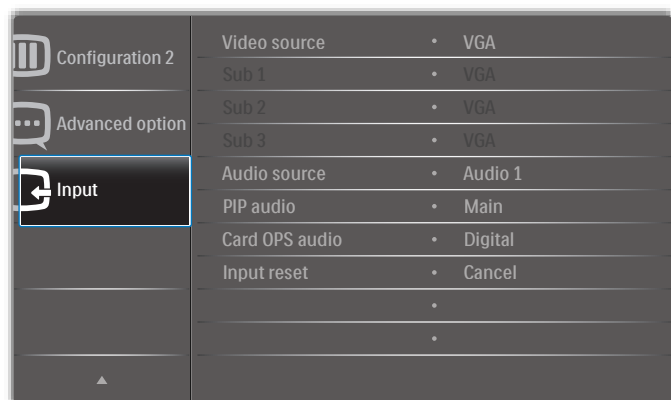 Configuration 2
Advanced option
Input
Video source • VGA
Sub 1 VGA
Sub 2 VGA
Sub 3 VGA
Audio source • Audio 1
PIP audio • Main
Card OPS audio • Digital
Input reset • Cancel